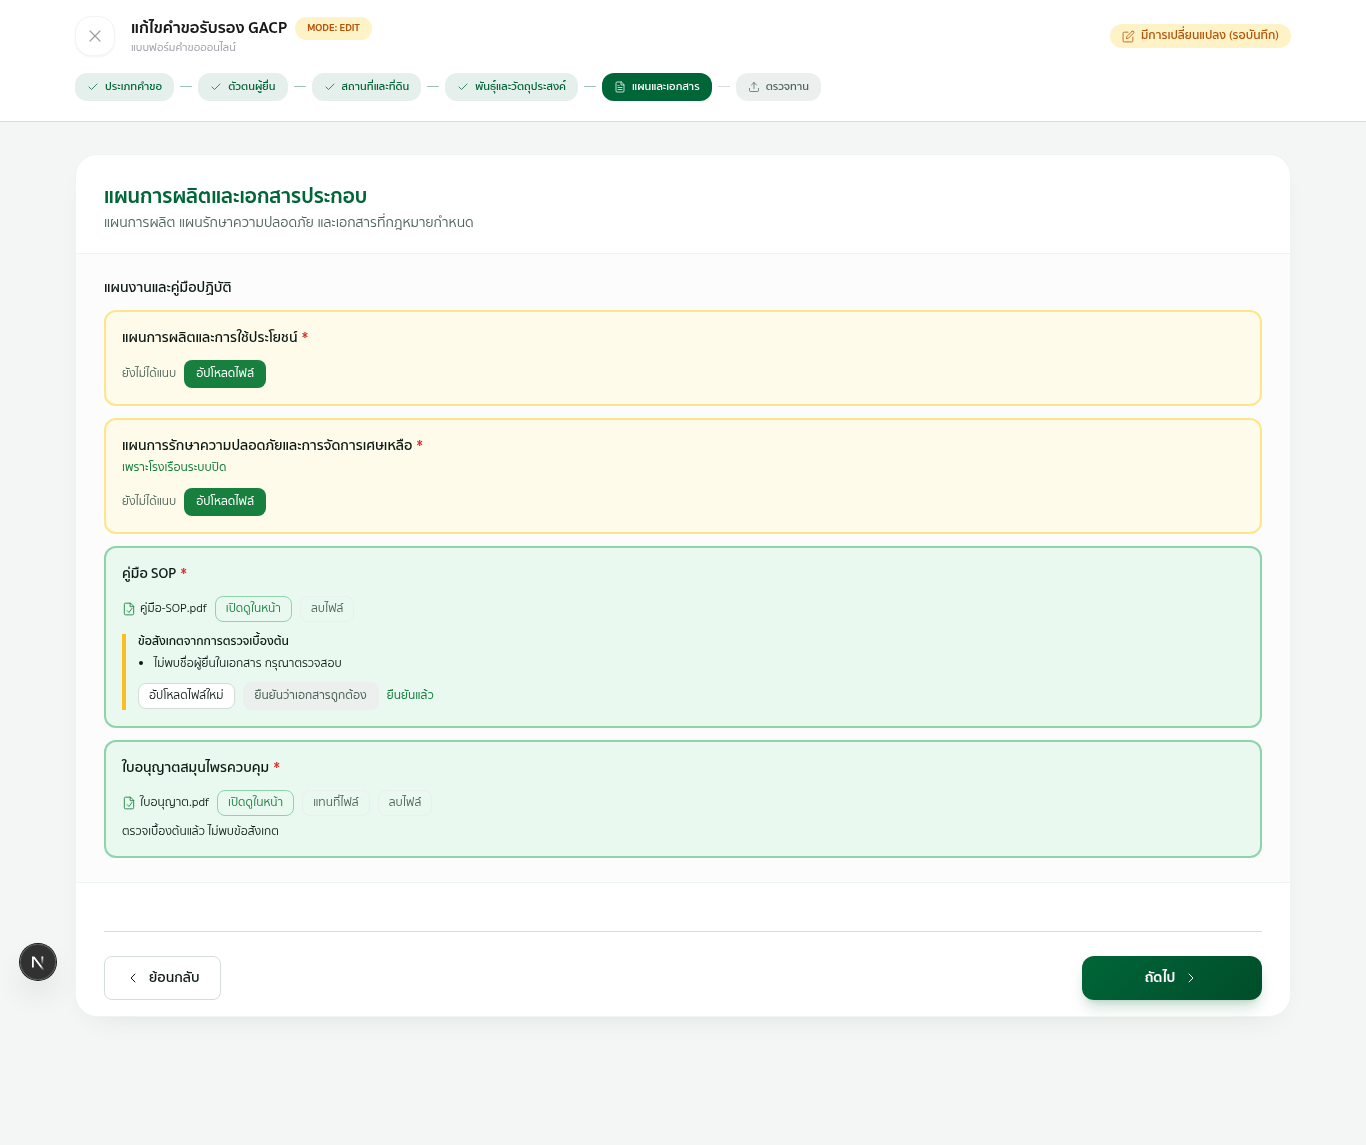 แก้ไขคำขอรับรอง GACP
MODE: EDIT
แบบฟอร์มคำขอออนไลน์
มีการเปลี่ยนแปลง (รอบันทึก)
ประเภทคำขอ
ตัวตนผู้ยื่น
สถานที่และที่ดิน
พันธุ์และวัตถุประสงค์
แผนและเอกสาร
ตรวจทาน
แผนการผลิตและเอกสารประกอบ
แผนการผลิต แผนรักษาความปลอดภัย และเอกสารที่กฎหมายกำหนด
แผนงานและคู่มือปฏิบัติ
แผนการผลิตและการใช้ประโยชน์ *
ยังไม่ได้แนบ อัปโหลดไฟล์
แผนการรักษาความปลอดภัยและการจัดการเศษเหลือ *
เพราะโรงเรือนระบบปิด
ยังไม่ได้แนบ อัปโหลดไฟล์
คู่มือ SOP *
คู่มือ-SOP.pdf เปิดดูในหน้า ลบไฟล์
ข้อสังเกตจากการตรวจเบื้องต้น
• ไม่พบชื่อผู้ยื่นในเอกสาร กรุณาตรวจสอบ
อัปโหลดไฟล์ใหม่ ยืนยันว่าเอกสารถูกต้อง ยืนยันแล้ว
ใบอนุญาตสมุนไพรควบคุม *
ใบอนุญาต.pdf เปิดดูในหน้า แทนที่ไฟล์ ลบไฟล์
ตรวจเบื้องต้นแล้ว ไม่พบข้อสังเกต
N
ย้อนกลับ
ถัดไป